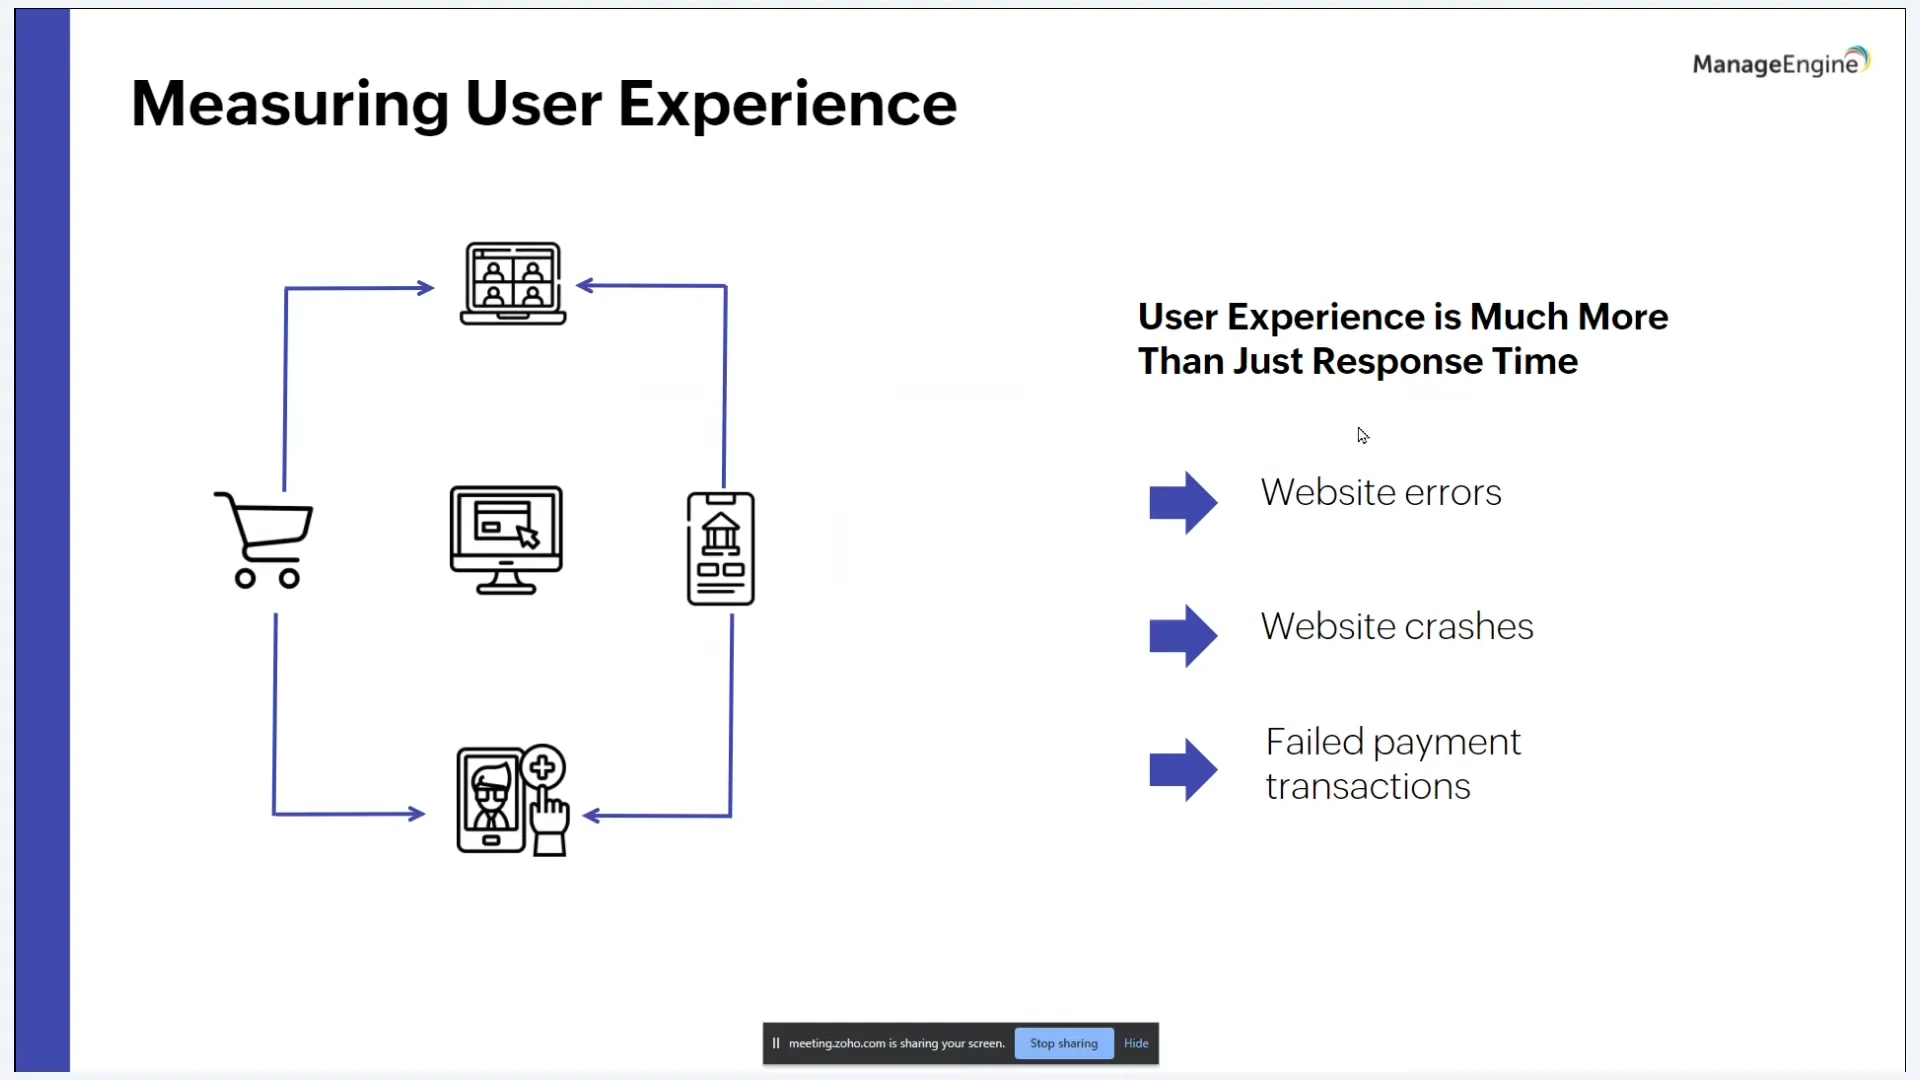 ManageEngine
Measuring User Experience
User Experience is Much More
Than Just Response Time
Website errors
Website crashes
Failed payment
transactions
meeting.zoho.com is sharing your screen.
Stop sharing
Hide